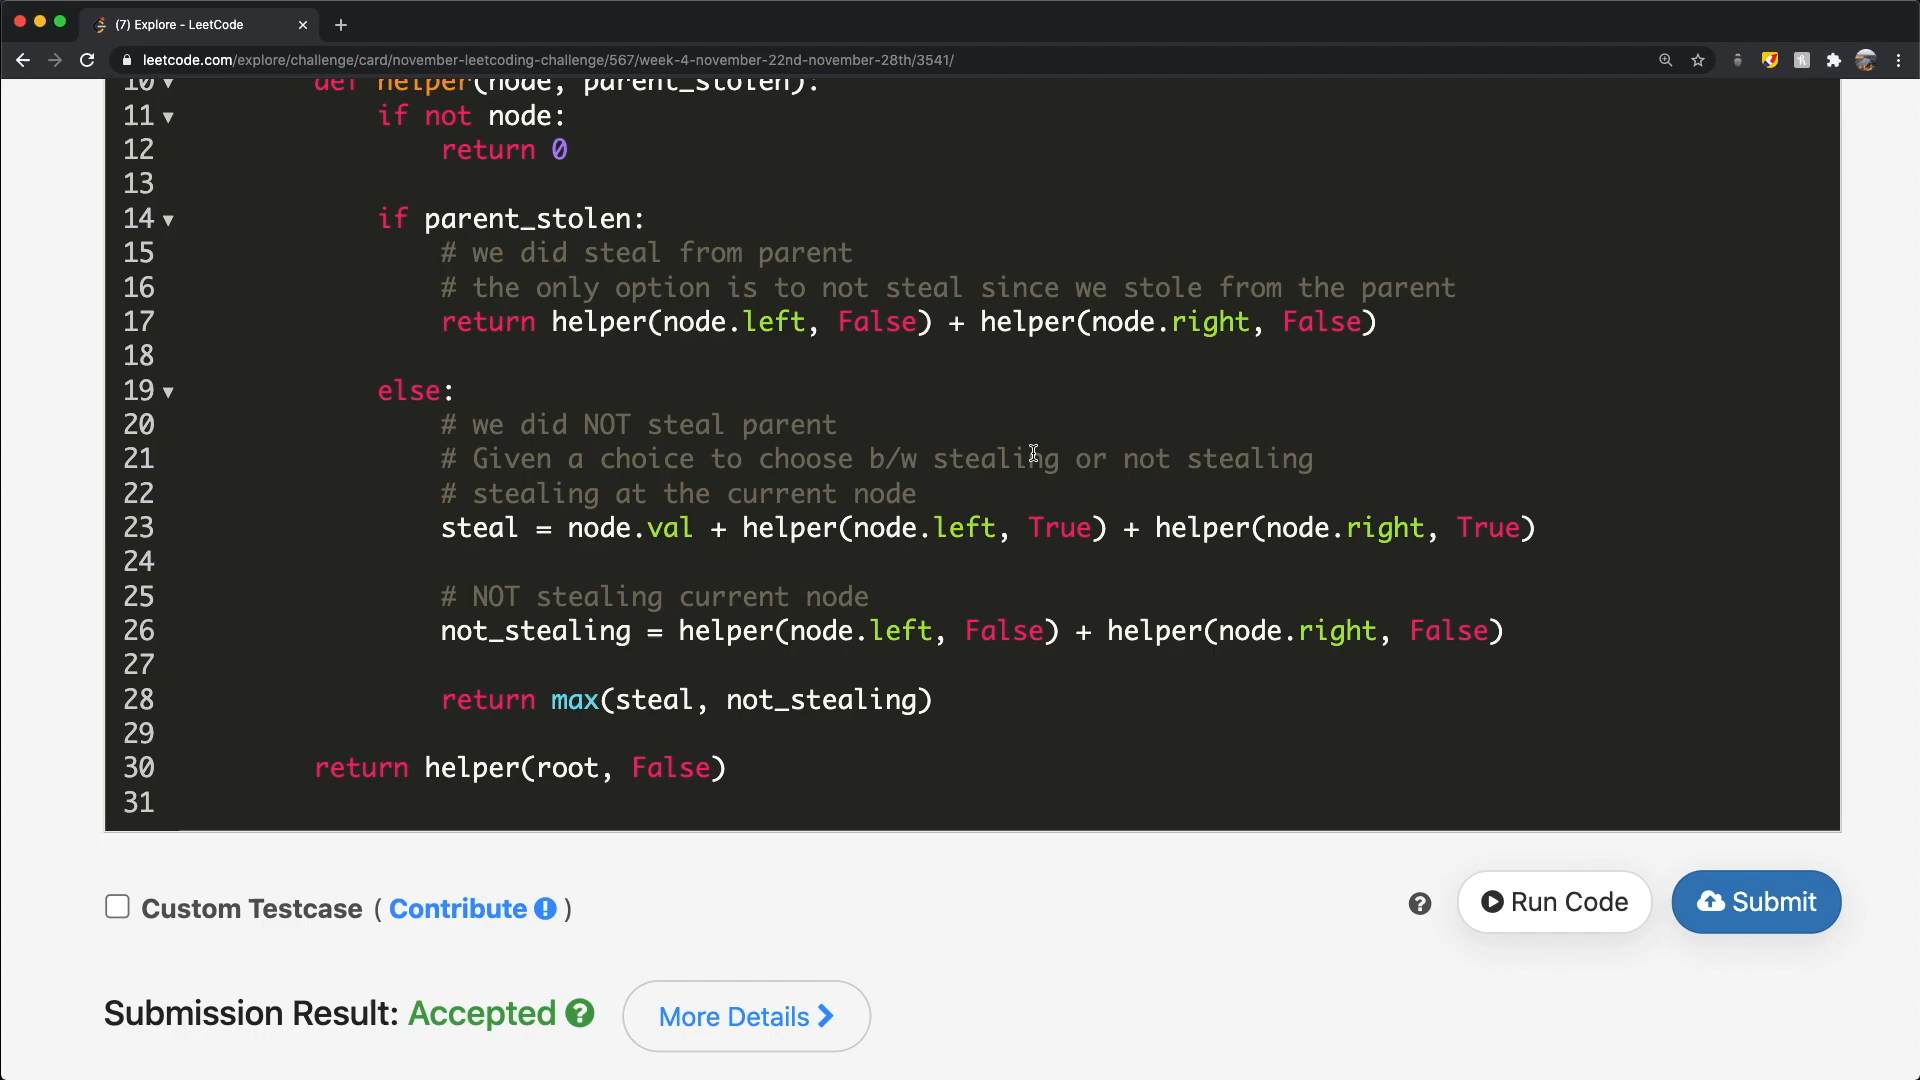 (7) Explore - LeetCode
leetcode.com/explore/challenge/card/november-leetcoding-challenge/567/week-4-november-22nd-november-28th/3541/
10 def helper(node, parent_stolen):
11 if not node:
12 return 0
13
14 if parent_stolen:
15 # we did steal from parent
16 # the only option is to not steal since we stole from the parent
17 return helper(node.left, False) + helper(node.right, False)
18
19 else:
20 # we did NOT steal parent
21 # Given a choice to choose b/w stealing or not stealing
22 # stealing at the current node
23 steal = node.val + helper(node.left, True) + helper(node.right, True)
24
25 # NOT stealing current node
26 not_stealing = helper(node.left, False) + helper(node.right, False)
27
28 return max(steal, not_stealing)
29
30 return helper(root, False)
31
Custom Testcase ( Contribute )
Run Code
Submit
Submission Result: Accepted
More Details